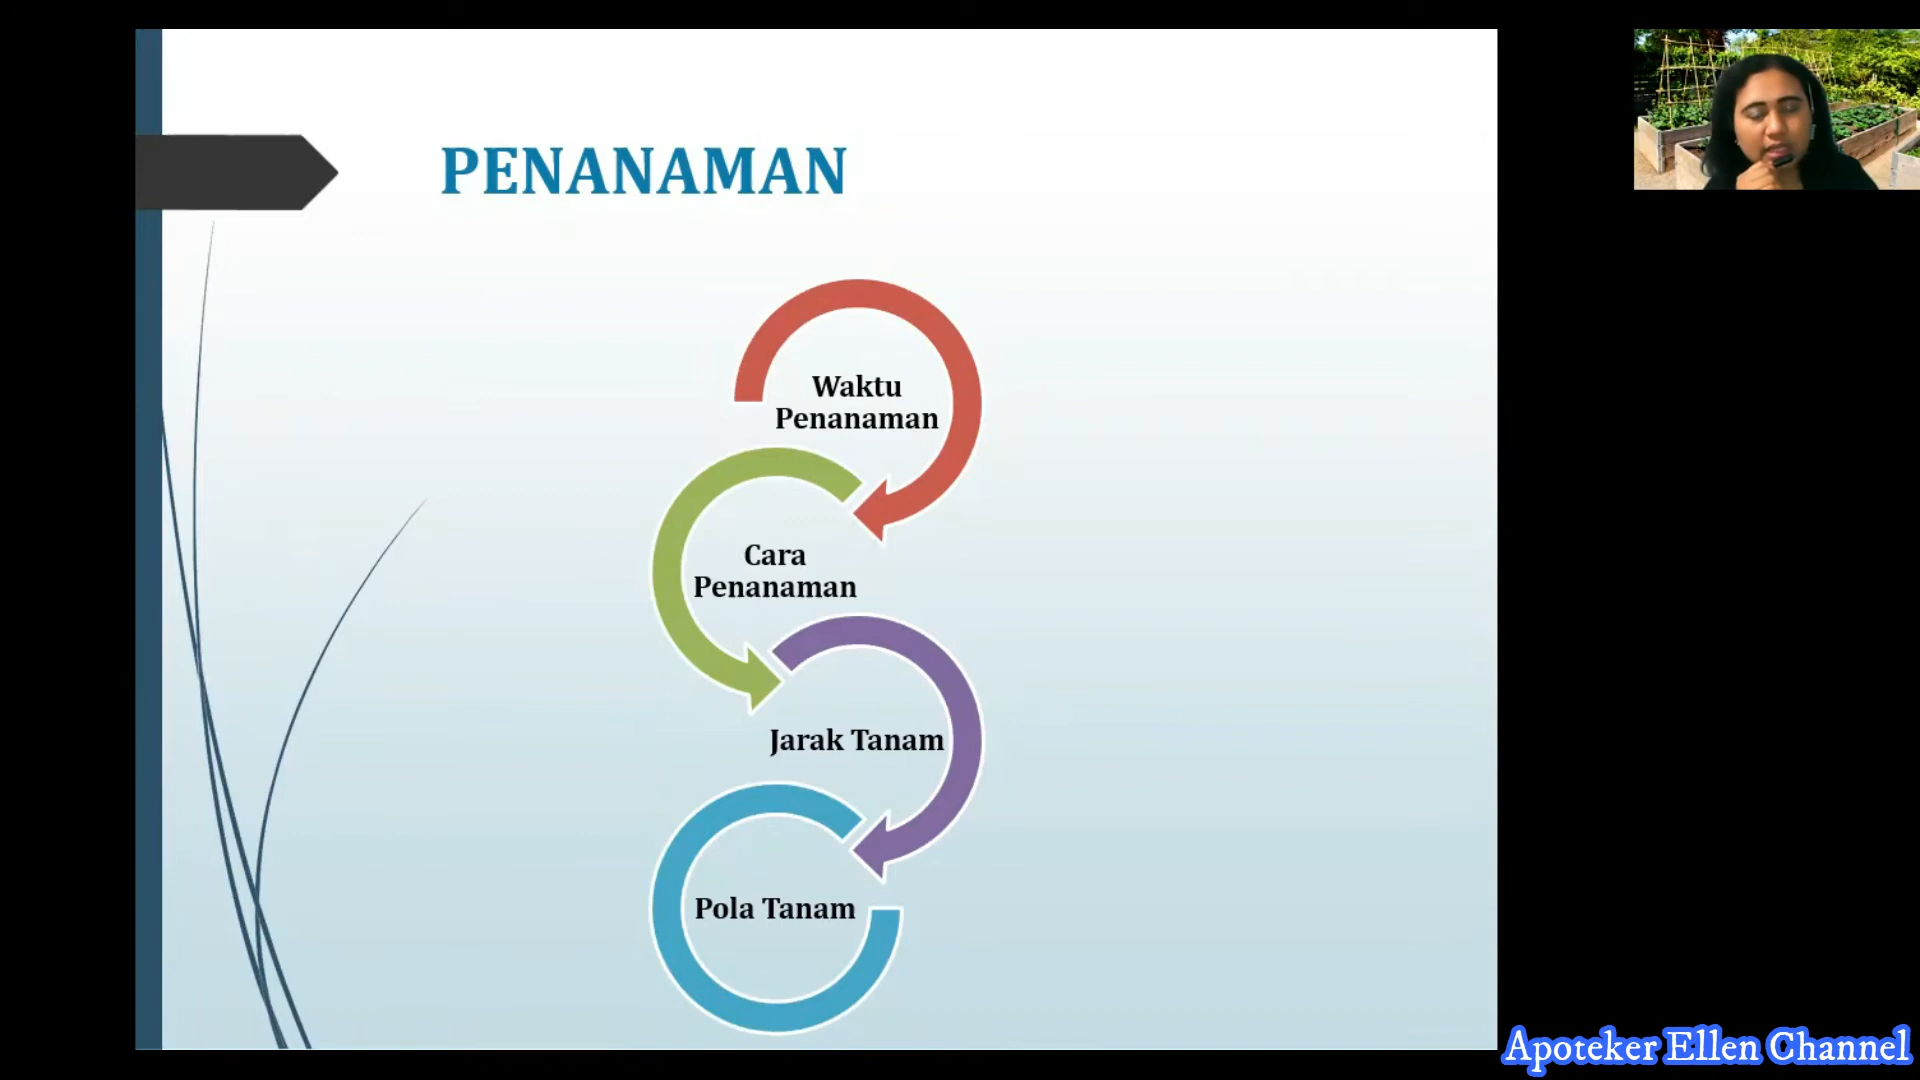 PENANAMAN
Waktu
Penanaman
Cara
Penanaman
Jarak Tanam
Pola Tanam
Apoteker Ellen Channel